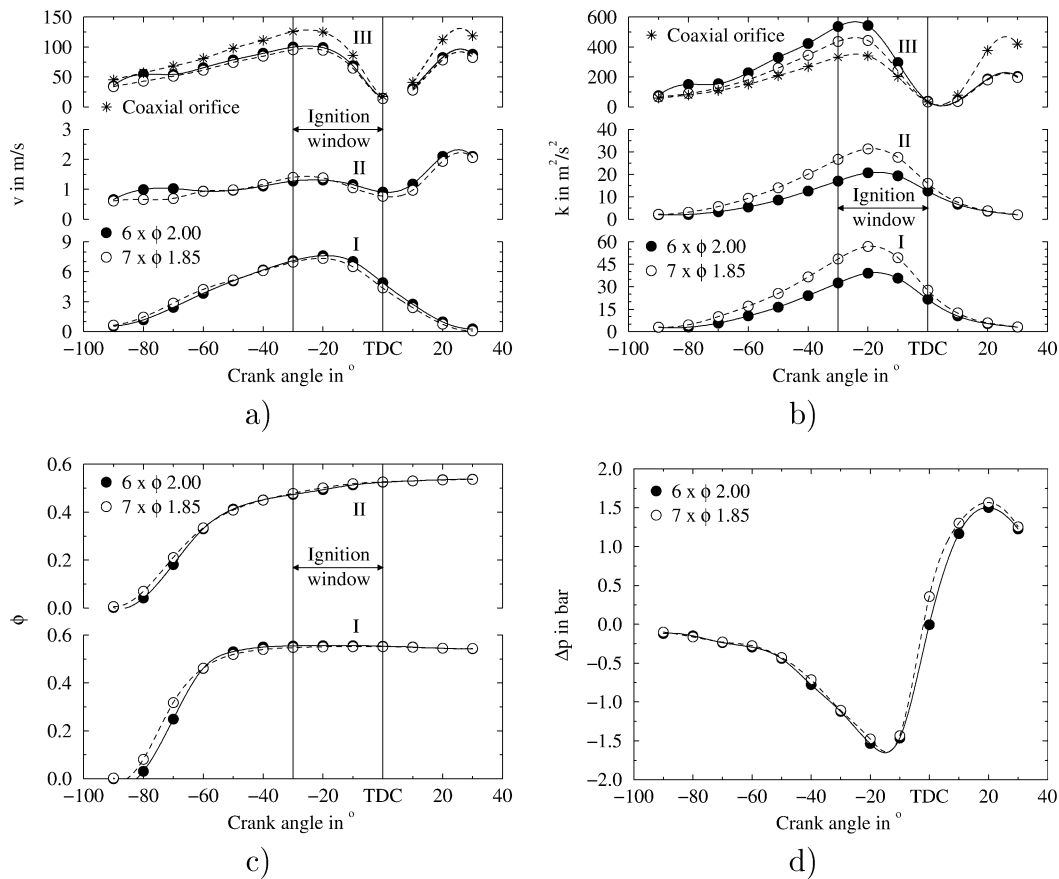 150
100
50
0
III
Coaxial orifice
Ignition
window
3
2
1
0
II
6 x ϕ 2.00
7 x ϕ 1.85
9
6
3
0
I
v in m/s
−100 −80 −60 −40 −20 TDC 20 40
Crank angle in °
a)
600
400
200
0
Coaxial orifice
III
40
30
20
10
0
II
Ignition
window
6 x ϕ 2.00
7 x ϕ 1.85
60
45
30
15
0
I
k in m²/s²
−100 −80 −60 −40 −20 TDC 20 40
Crank angle in °
b)
0.6
0.4
0.2
0.0
6 x ϕ 2.00
7 x ϕ 1.85
II
Ignition
window
0.6
0.4
0.2
0.0
I
ϕ
−100 −80 −60 −40 −20 TDC 20 40
Crank angle in °
c)
2.0
1.5
1.0
0.5
0.0
−0.5
−1.0
−1.5
−2.0
6 x ϕ 2.00
7 x ϕ 1.85
Δp in bar
−100 −80 −60 −40 −20 TDC 20 40
Crank angle in °
d)